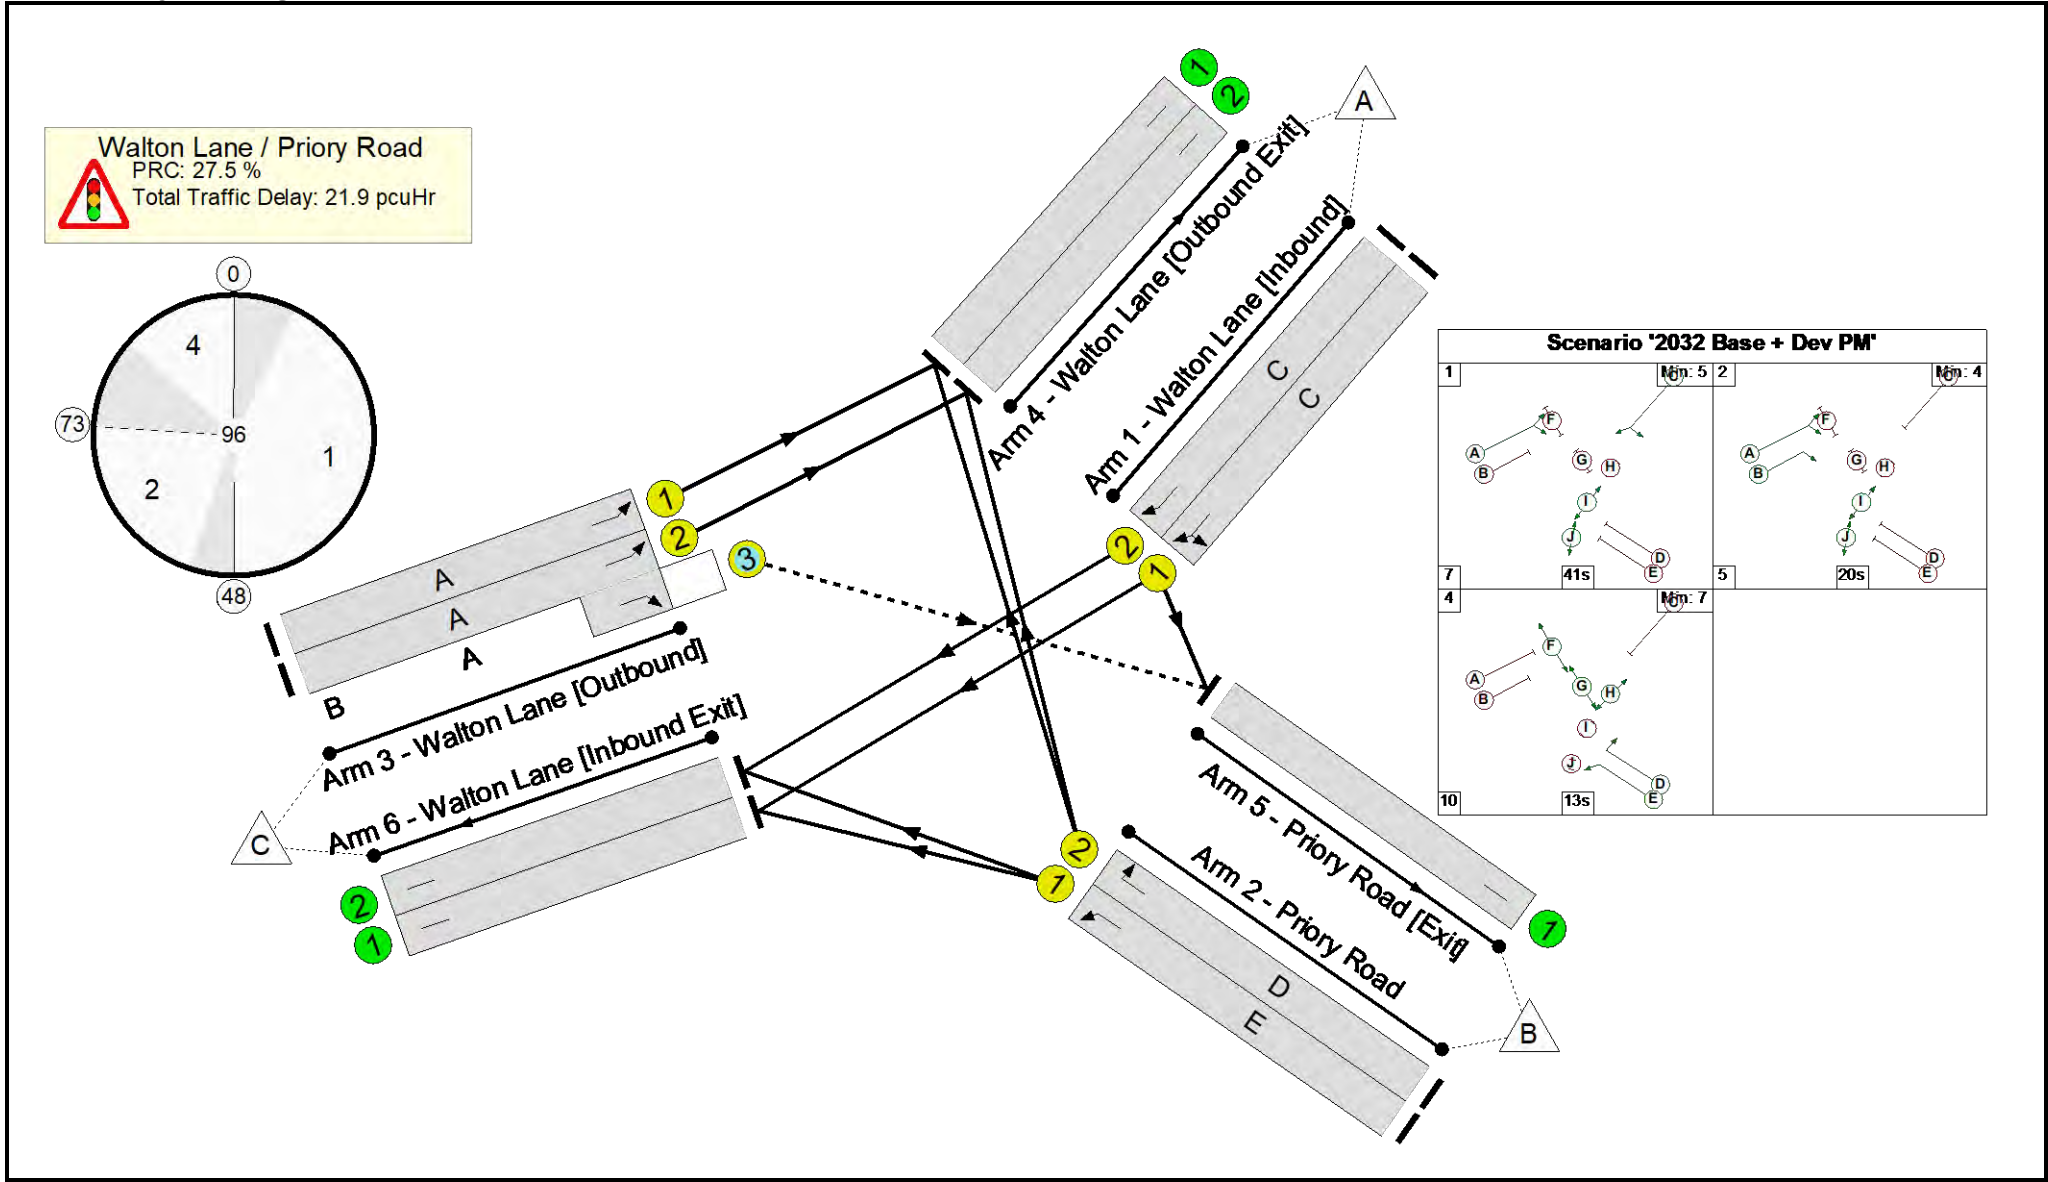 Walton Lane / Priory Road
PRC: 27.5 %
Total Traffic Delay: 21.9 pcuHr
0
4
73
96
1
2
48
1
2
A
Arm 4 - Walton Lane [Outbound Exit]
Arm 1 - Walton Lane [Inbound]
C
C
2
1
1
2
3
A
A
A
B
Arm 3 - Walton Lane [Outbound]
Arm 6 - Walton Lane [Inbound Exit]
C
2
1
2
1
Arm 5 - Priory Road [Exit]
Arm 2 - Priory Road
D
E
1
B
Scenario '2032 Base + Dev PM'
1
Min: 5
C
F
A
B
G
H
I
J
D
E
7
41s
2
Min: 4
C
F
A
B
G
H
I
J
D
E
5
20s
4
Min: 7
C
F
A
B
G
H
I
J
D
E
10
13s